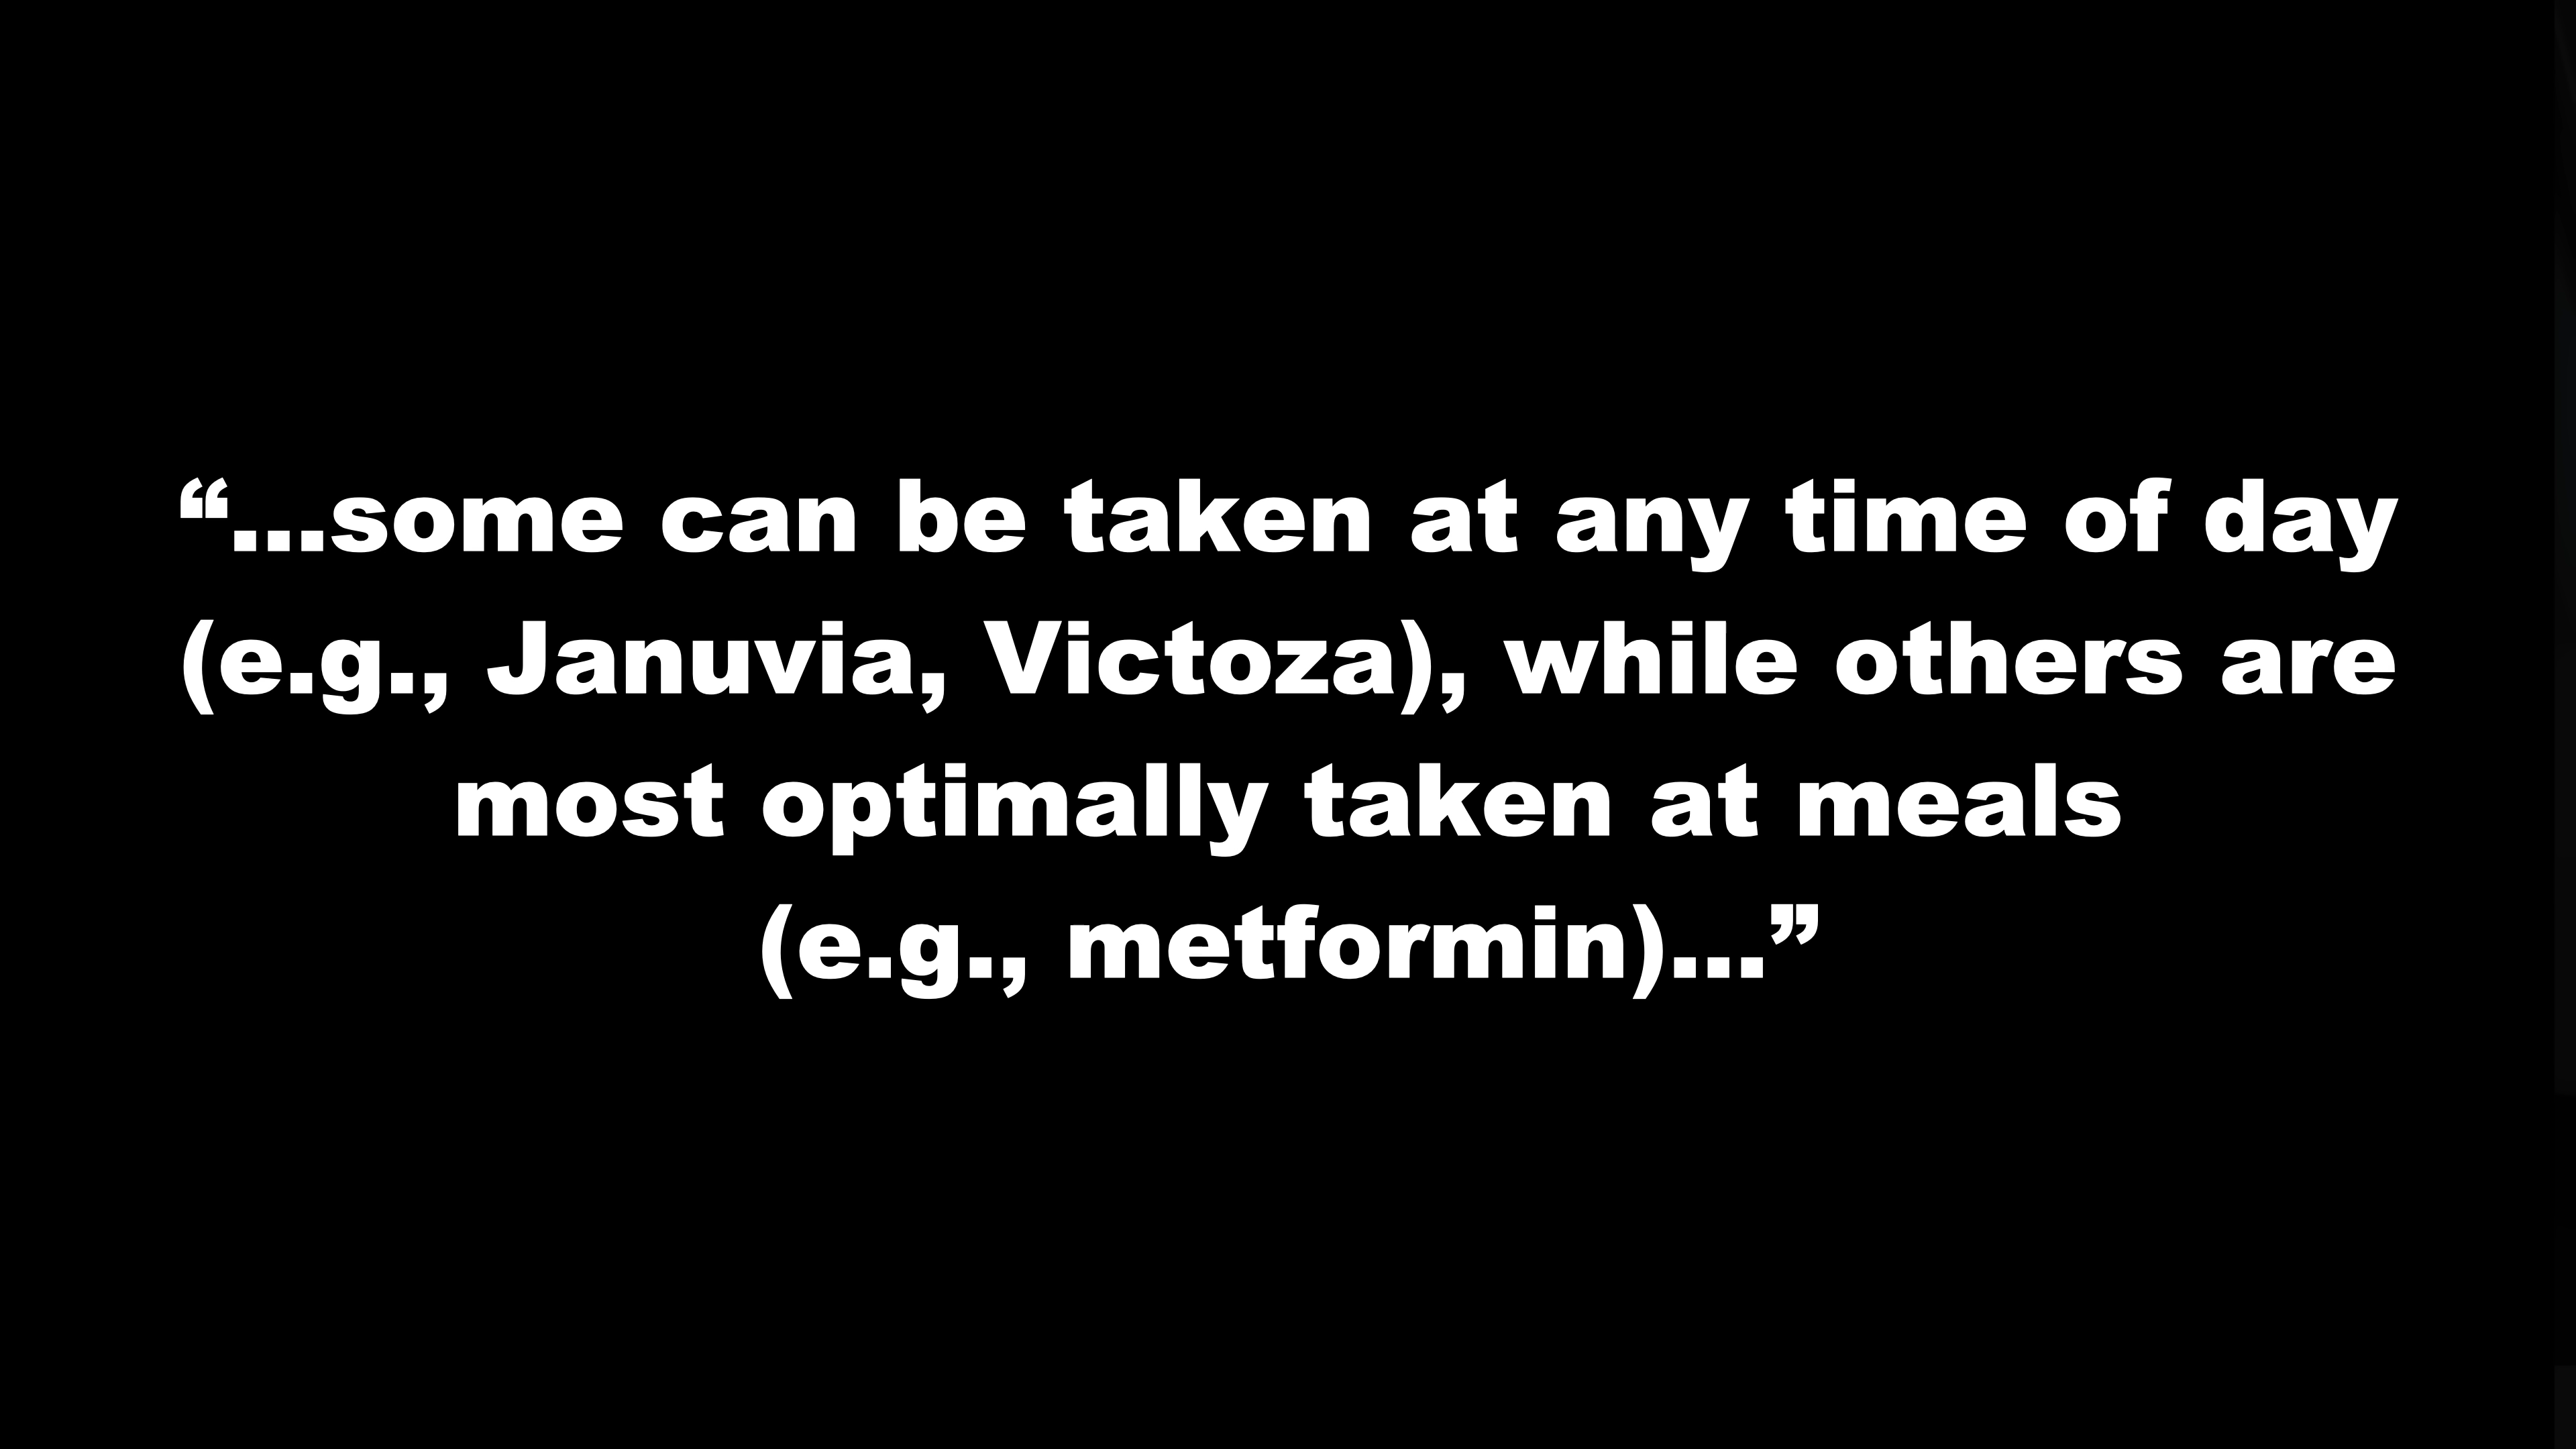 “...some can be taken at any time of day
(e.g., Januvia, Victoza), while others are
most optimally taken at meals
(e.g., metformin)...”